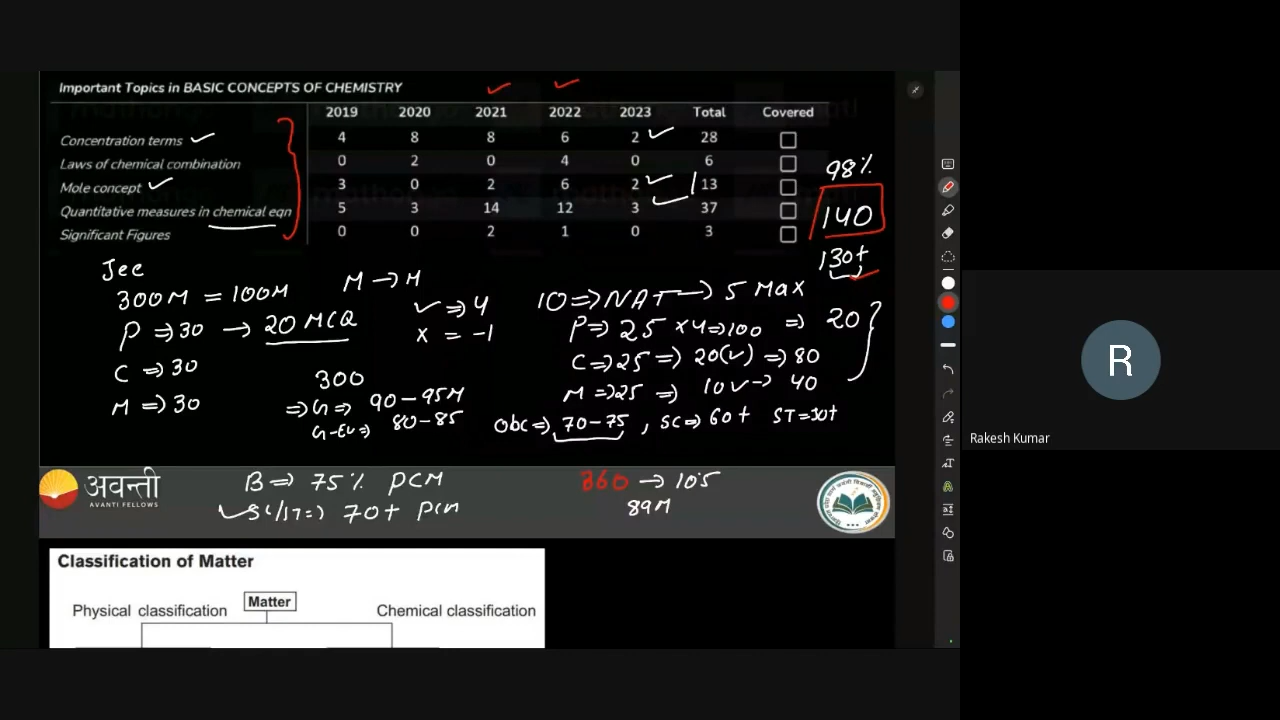 Important Topics in BASIC CONCEPTS OF CHEMISTRY
2019 2020 2021 2022 2023 Total Covered
Concentration terms 4 8 8 6 2 28
Laws of chemical combination 0 2 0 4 0 6
Mole concept 3 0 2 6 2 13
Quantitative measures in chemical eqn 5 3 14 12 3 37
Significant Figures 0 0 2 1 0 3
98%
140
130+
Jee
300M = 100M
P ⇒ 30 → 20 MCQ
C ⇒ 30
M ⇒ 30
M → M
✓ ⇒ 4
x = -1
300
⇒ G ⇒ 90-95M
G-EW ⇒ 80-85
10 ⇒ NAT → 5 Max
P ⇒ 25 x4 ⇒ 100 ⇒ 20
C ⇒ 25 ⇒ 20(✓) ⇒ 80
M ⇒ 25 ⇒ 10✓ → 40
Obc ⇒ 70-75, SC ⇒ 60+ ST = 50+
अवन्ती
AVANTI FELLOWS
B ⇒ 75% PCM
70+ PCM
360 → 105
89M
Classification of Matter
Matter
Physical classification Chemical classification
R
Rakesh Kumar